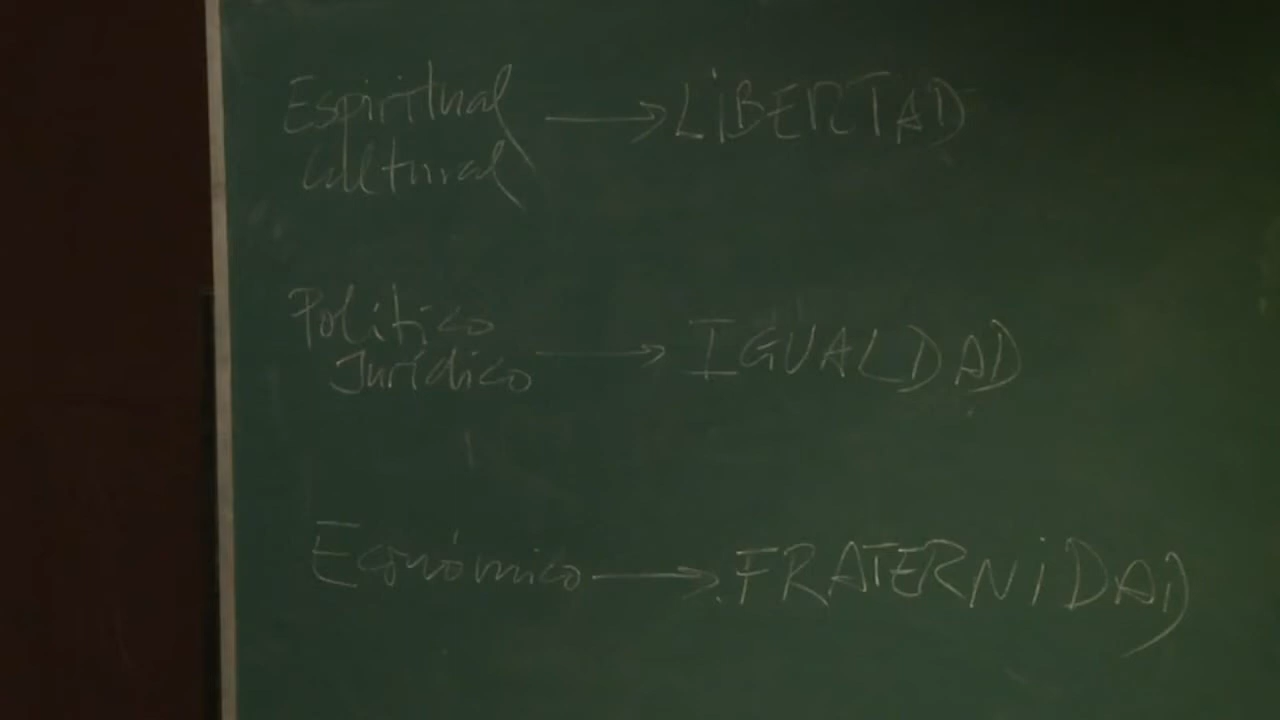 Espiritual → LIBERTAD
Cultural
Político
Jurídico → IGUALDAD
Económico → FRATERNIDAD